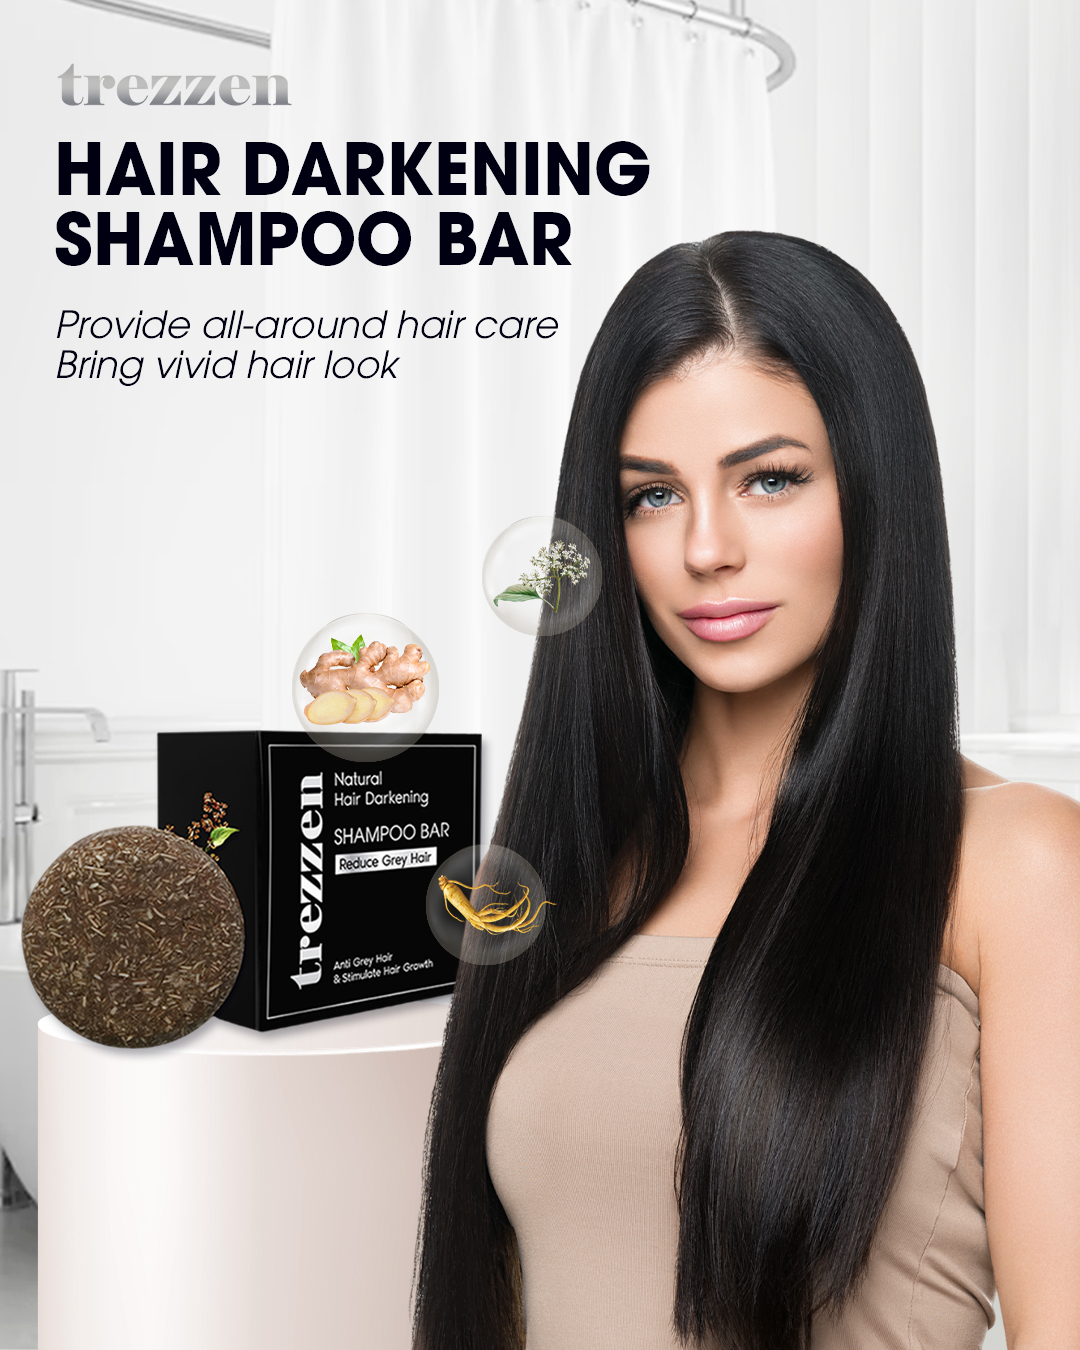 trezzen
HAIR DARKENING
SHAMPOO BAR
Provide all-around hair care
Bring vivid hair look
trezzen
Natural
Hair Darkening
SHAMPOO BAR
Reduce Grey Hair
Anti Grey Hair
& Stimulate Hair Growth